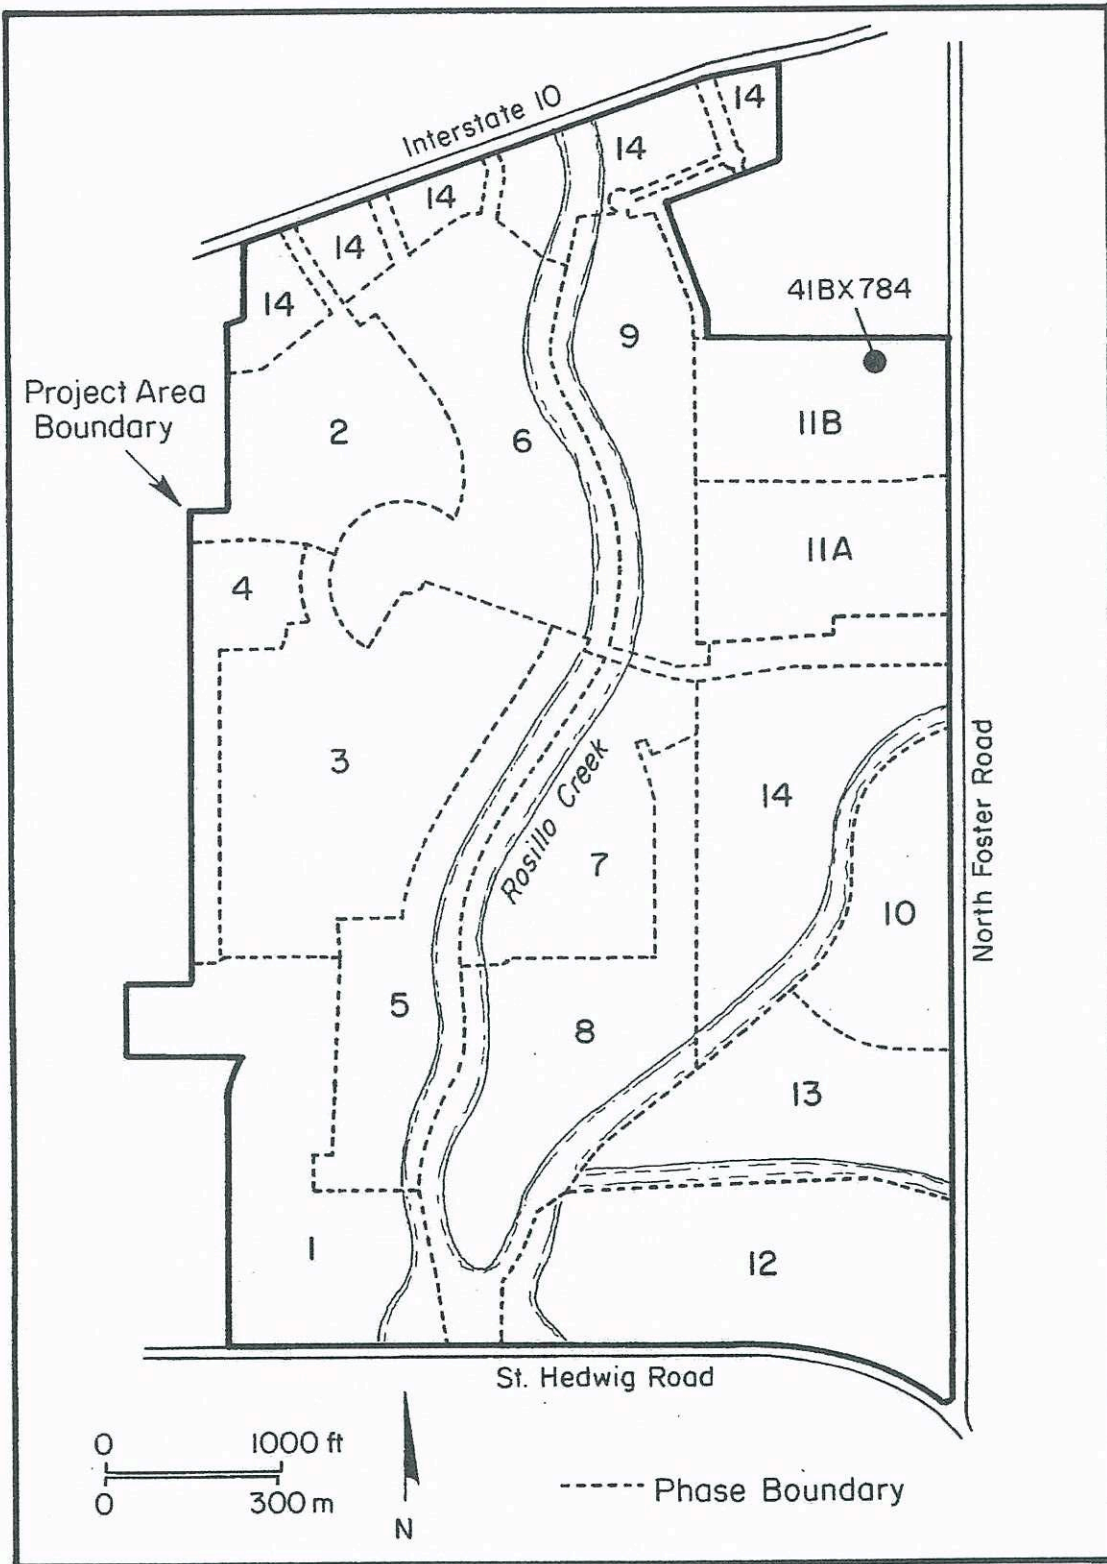 Interstate 10
14
14
14
14
14
41BX784
9
Project Area
Boundary
2
6
11B
11A
4
3
14
Rosillo Creek
7
10
North Foster Road
5
8
13
1
12
St. Hedwig Road
0 1000 ft
0 300 m
N
Phase Boundary